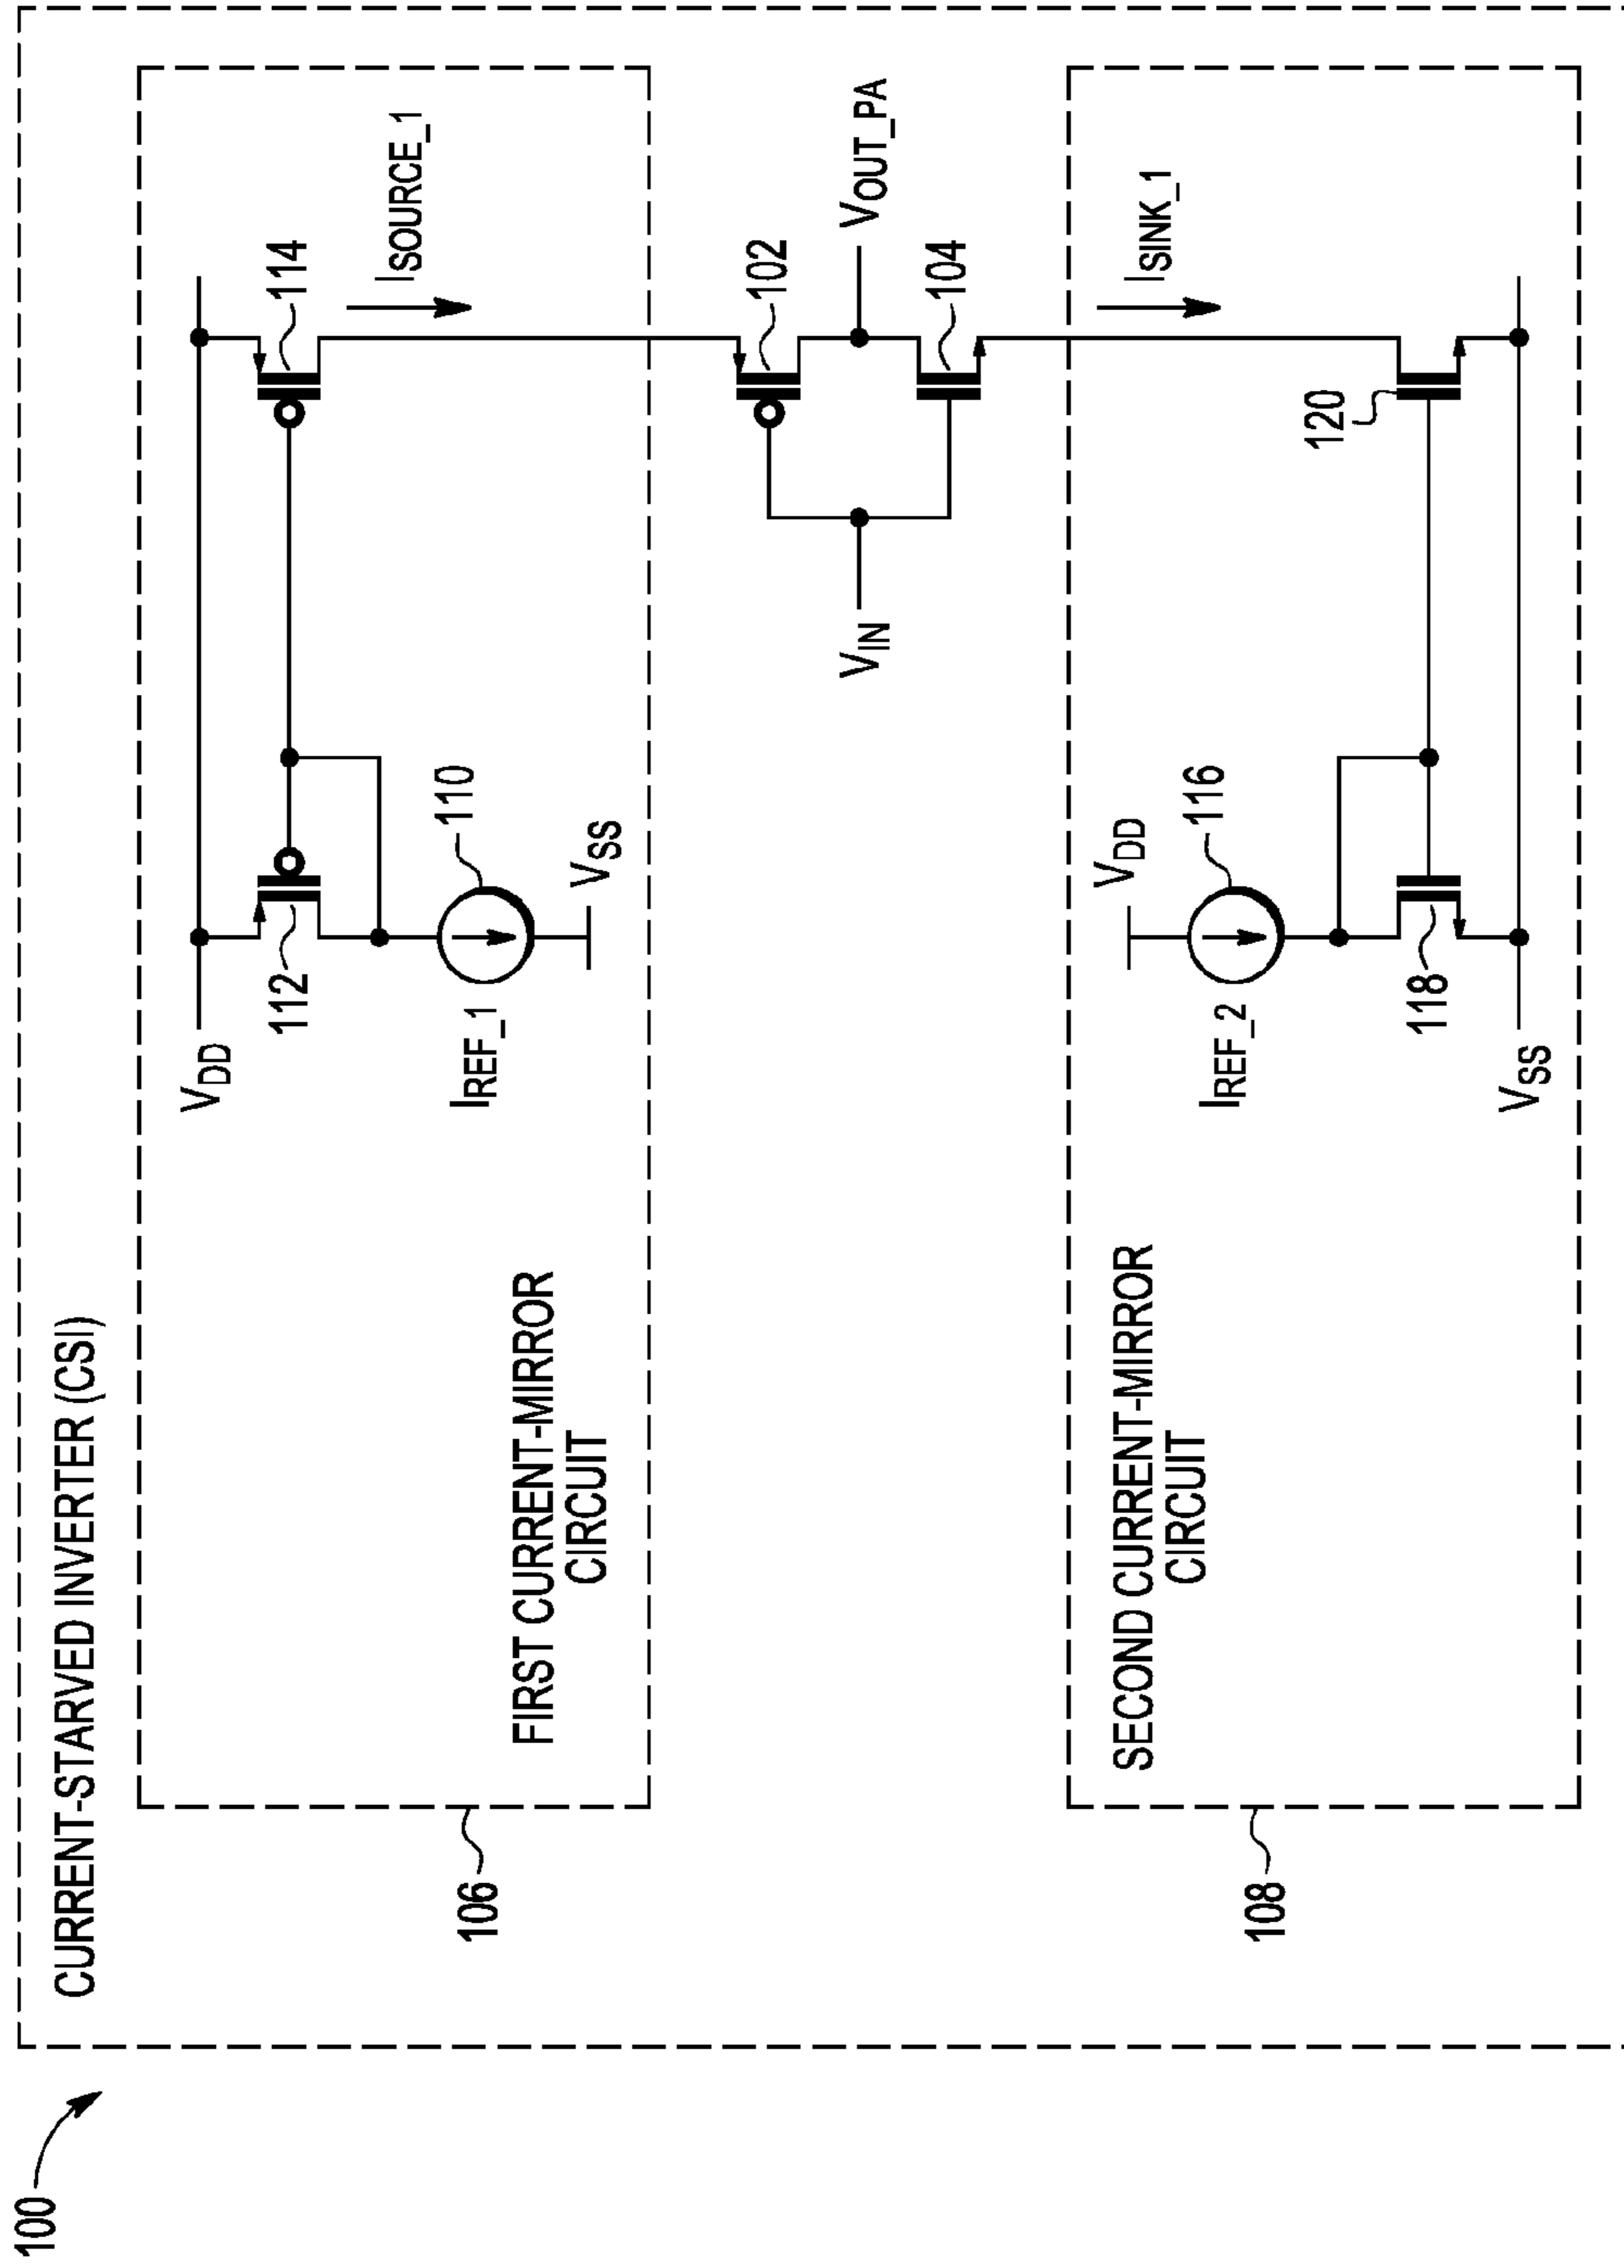 100
CURRENT-STARVED INVERTER (CSI)
106
FIRST CURRENT-MIRROR
CIRCUIT
VDD
112
IREF_1
110
VSS
114
ISOURCE_1
VIN
102
VOUT_PA
104
108
SECOND CURRENT-MIRROR
CIRCUIT
VDD
IREF_2
116
118
VSS
ISINK_1
120